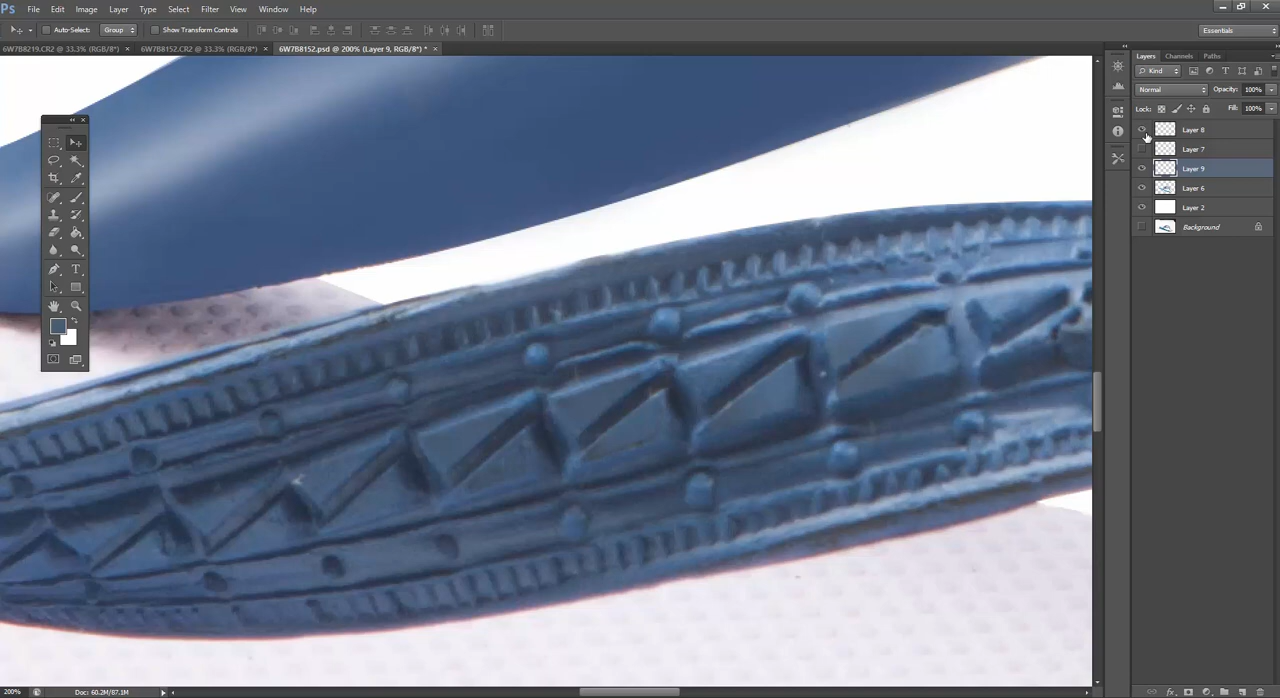 Ps File Edit Image Layer Type Select Filter View Window Help
Auto-Select: Group Show Transform Controls Essentials
6W7B8219.CR2 @ 33.3% (RGB/8*) × 6W7B8152.CR2 @ 33.3% (RGB/8*) × 6W7B8152.psd @ 200% (Layer 9, RGB/8*) * ×
Layers Channels Paths
Kind
Normal Opacity: 100%
Lock: Fill: 100%
Layer 8
Layer 7
Layer 9
Layer 6
Layer 2
Background
T
fx
200% Doc: 60.2M/87.1M